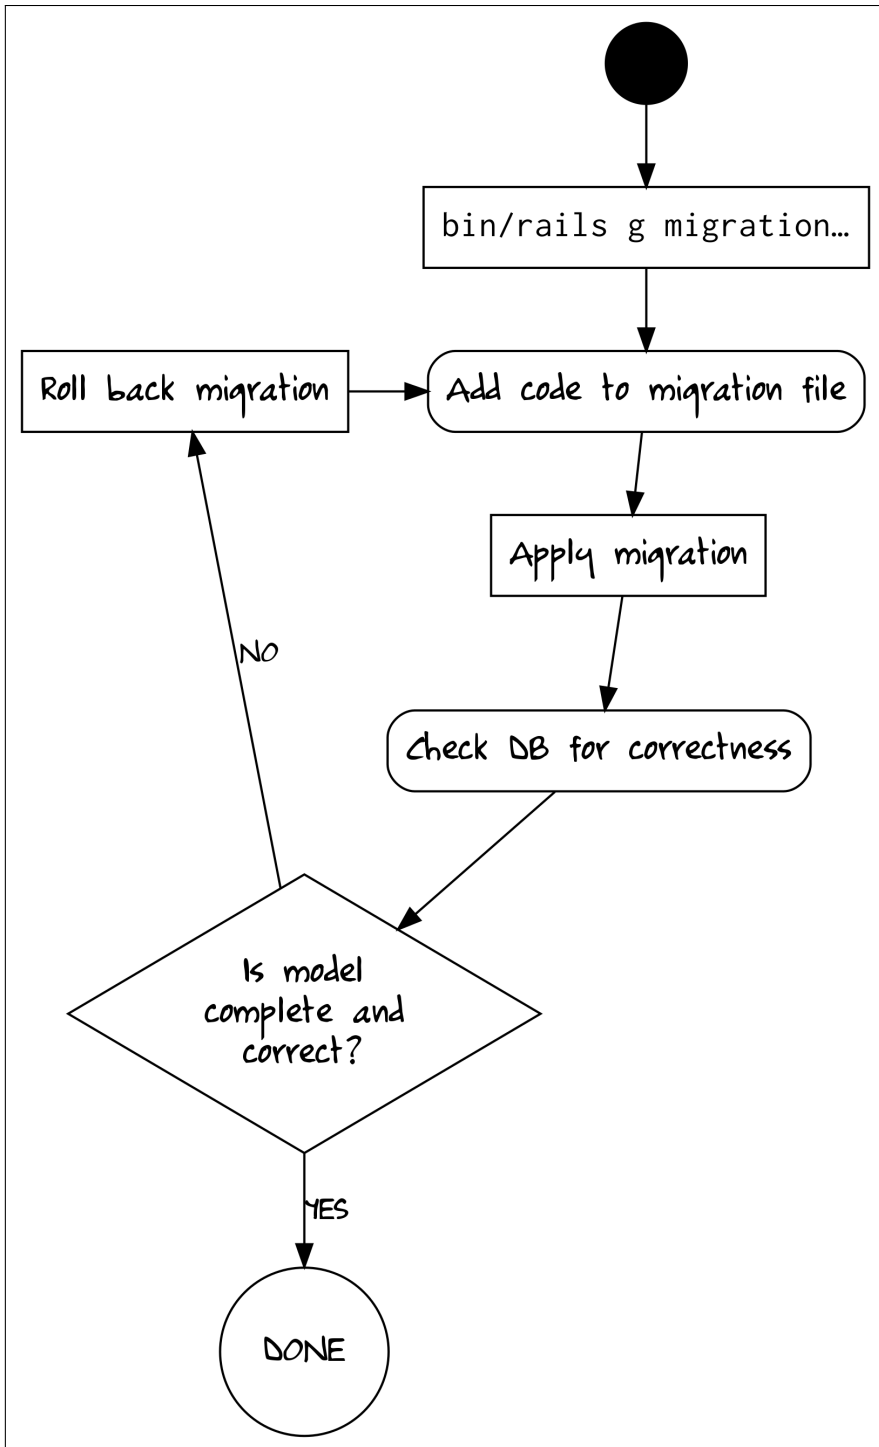 bin/rails g migration…
Roll back migration
Add code to migration file
Apply migration
NO
Check DB for correctness
Is model
complete and
correct?
YES
DONE